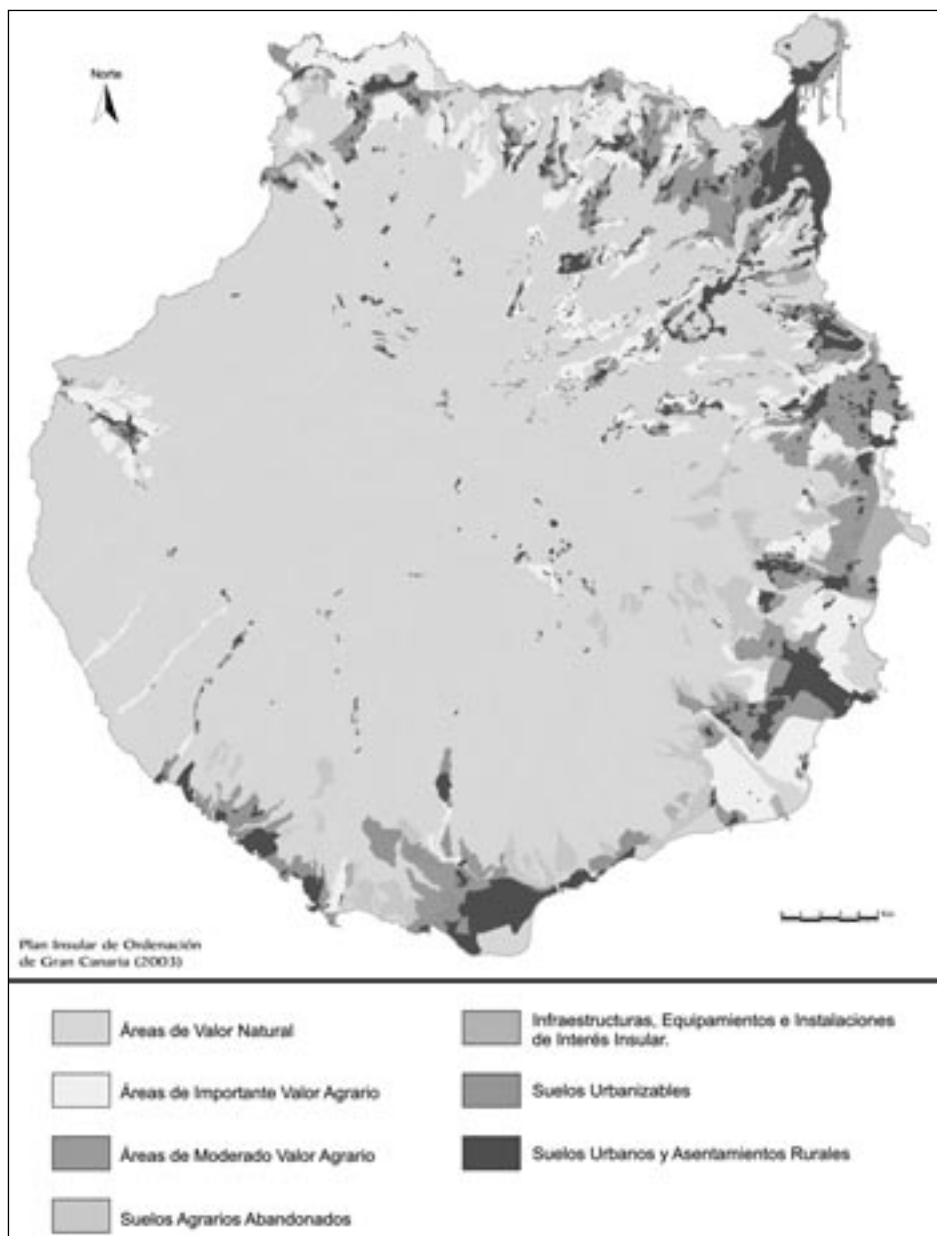 Norte
Km
Plan Insular de Ordenación
de Gran Canaria (2003)
Áreas de Valor Natural
Áreas de Importante Valor Agrario
Áreas de Moderado Valor Agrario
Suelos Agrarios Abandonados
Infraestructuras, Equipamientos e Instalaciones
de Interés Insular.
Suelos Urbanizables
Suelos Urbanos y Asentamientos Rurales